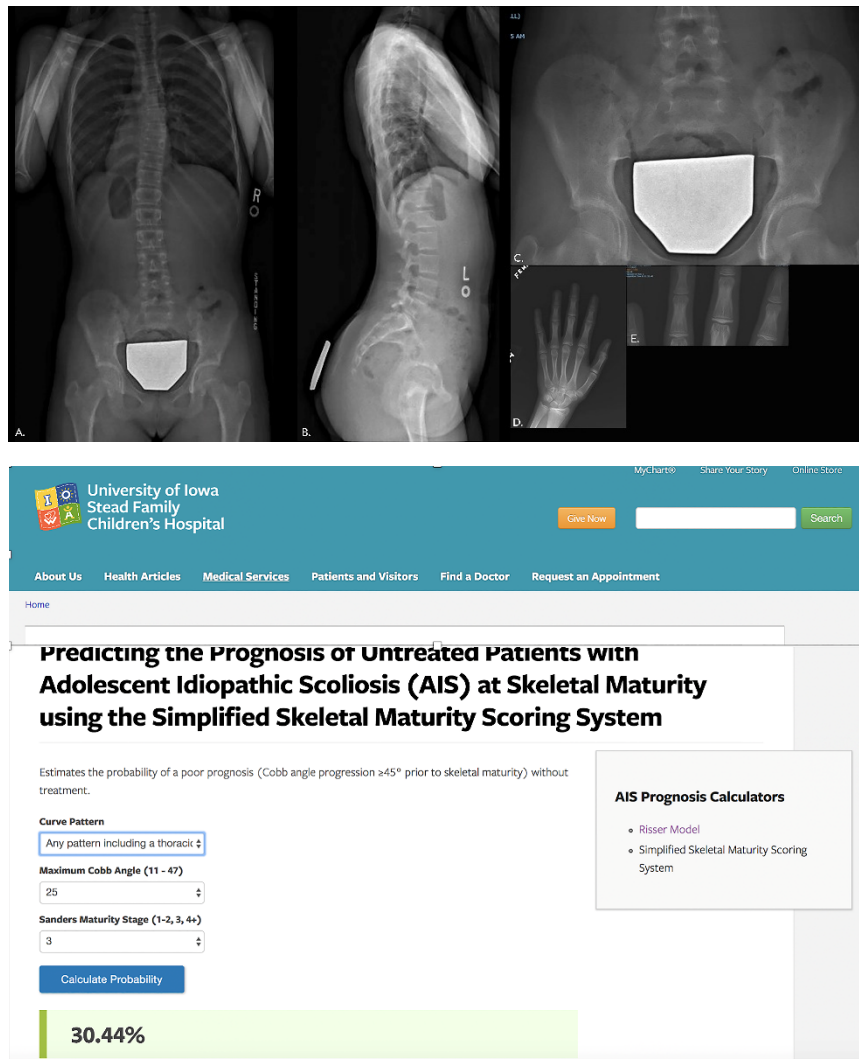 R
STANDING
L
5 AM
A.
B.
C.
D.
E.
MyChart® Share Your Story Online Store
University of Iowa
Stead Family
Children's Hospital
Give Now
Search
About Us Health Articles Medical Services Patients and Visitors Find a Doctor Request an Appointment
Home
Predicting the Prognosis of Untreated Patients with
Adolescent Idiopathic Scoliosis (AIS) at Skeletal Maturity
using the Simplified Skeletal Maturity Scoring System
Estimates the probability of a poor prognosis (Cobb angle progression ≥45° prior to skeletal maturity) without
treatment.
Curve Pattern
Any pattern including a thoracic
Maximum Cobb Angle (11 - 47)
25
Sanders Maturity Stage (1-2, 3, 4+)
3
Calculate Probability
30.44%
AIS Prognosis Calculators
Risser Model
Simplified Skeletal Maturity Scoring
System